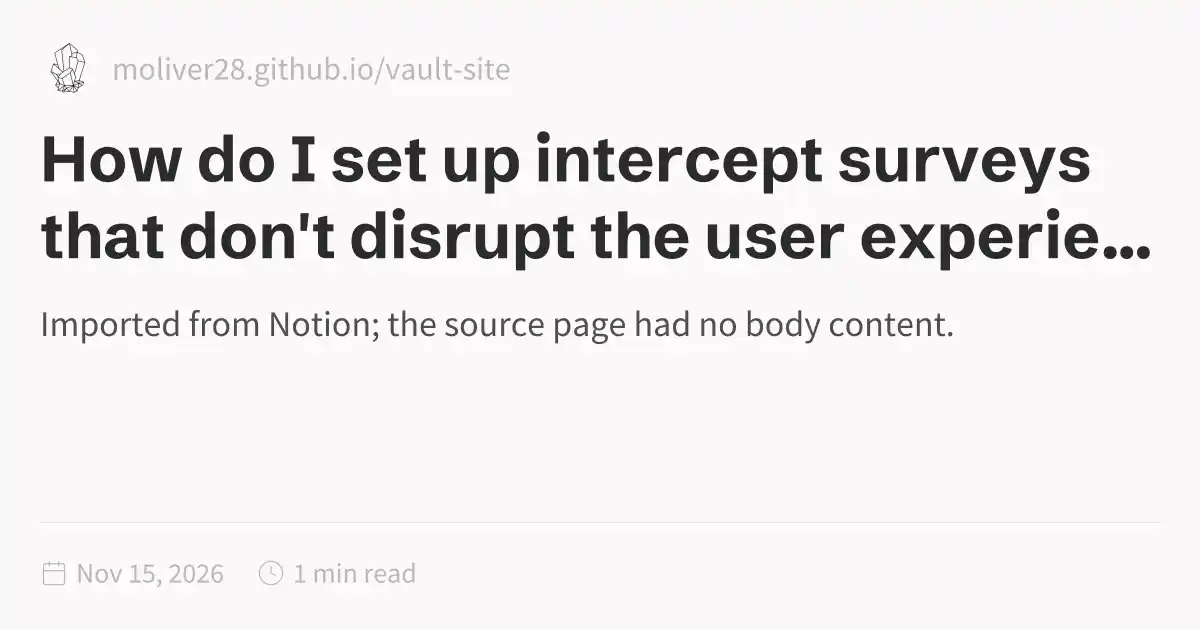 moliver28.github.io/vault-site
How do I set up intercept surveys
that don't disrupt the user experie...
Imported from Notion; the source page had no body content.
Nov 15, 2026 1 min read